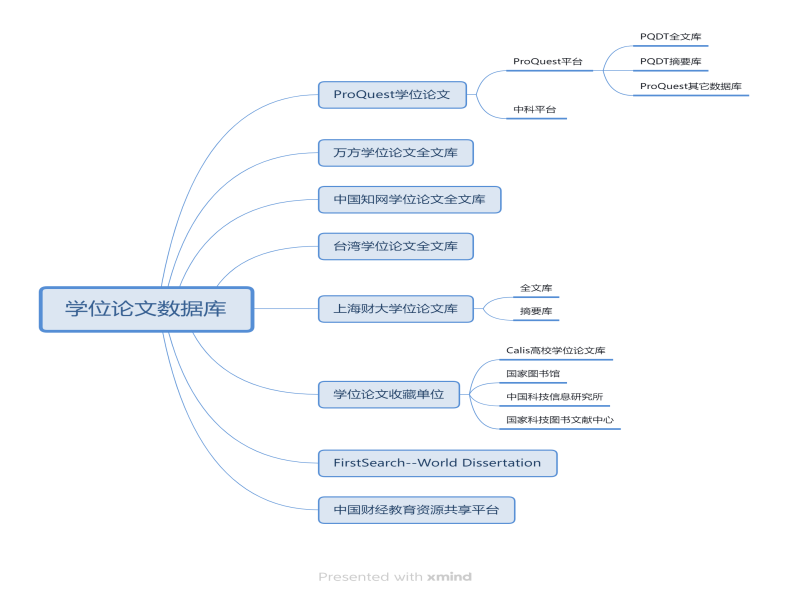 学位论文数据库
ProQuest学位论文
ProQuest平台
PQDT全文库
PQDT摘要库
ProQuest其它数据库
中科平台
万方学位论文全文库
中国知网学位论文全文库
台湾学位论文全文库
上海财大学位论文库
全文库
摘要库
学位论文收藏单位
Calis高校学位论文库
国家图书馆
中国科技信息研究所
国家科技图书文献中心
FirstSearch--World Dissertation
中国财经教育资源共享平台
Presented with xmind